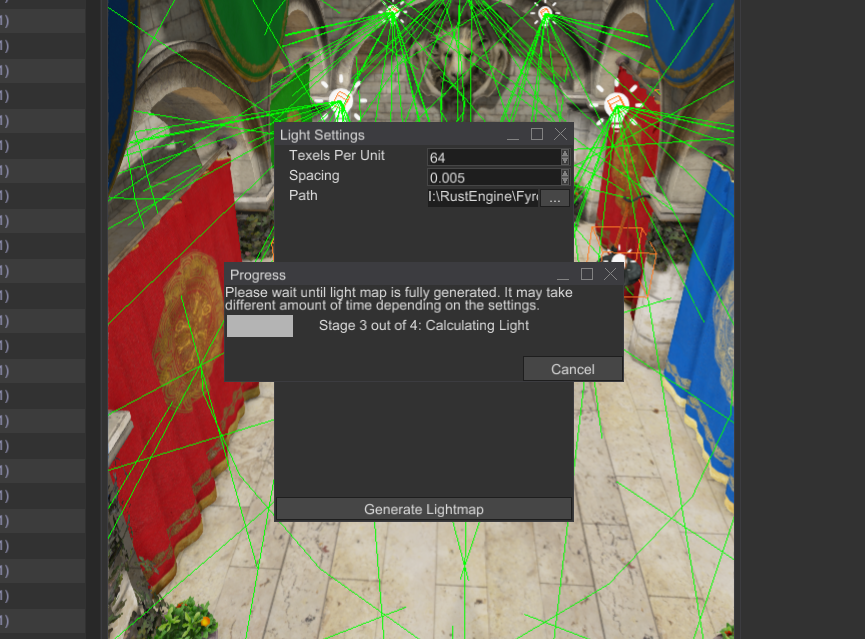 Light Settings
Texels Per Unit
64
Spacing
0.005
Path
I:\RustEngine\Fyr
...
Progress
Please wait until light map is fully generated. It may take
different amount of time depending on the settings.
Stage 3 out of 4: Calculating Light
Cancel
Generate Lightmap